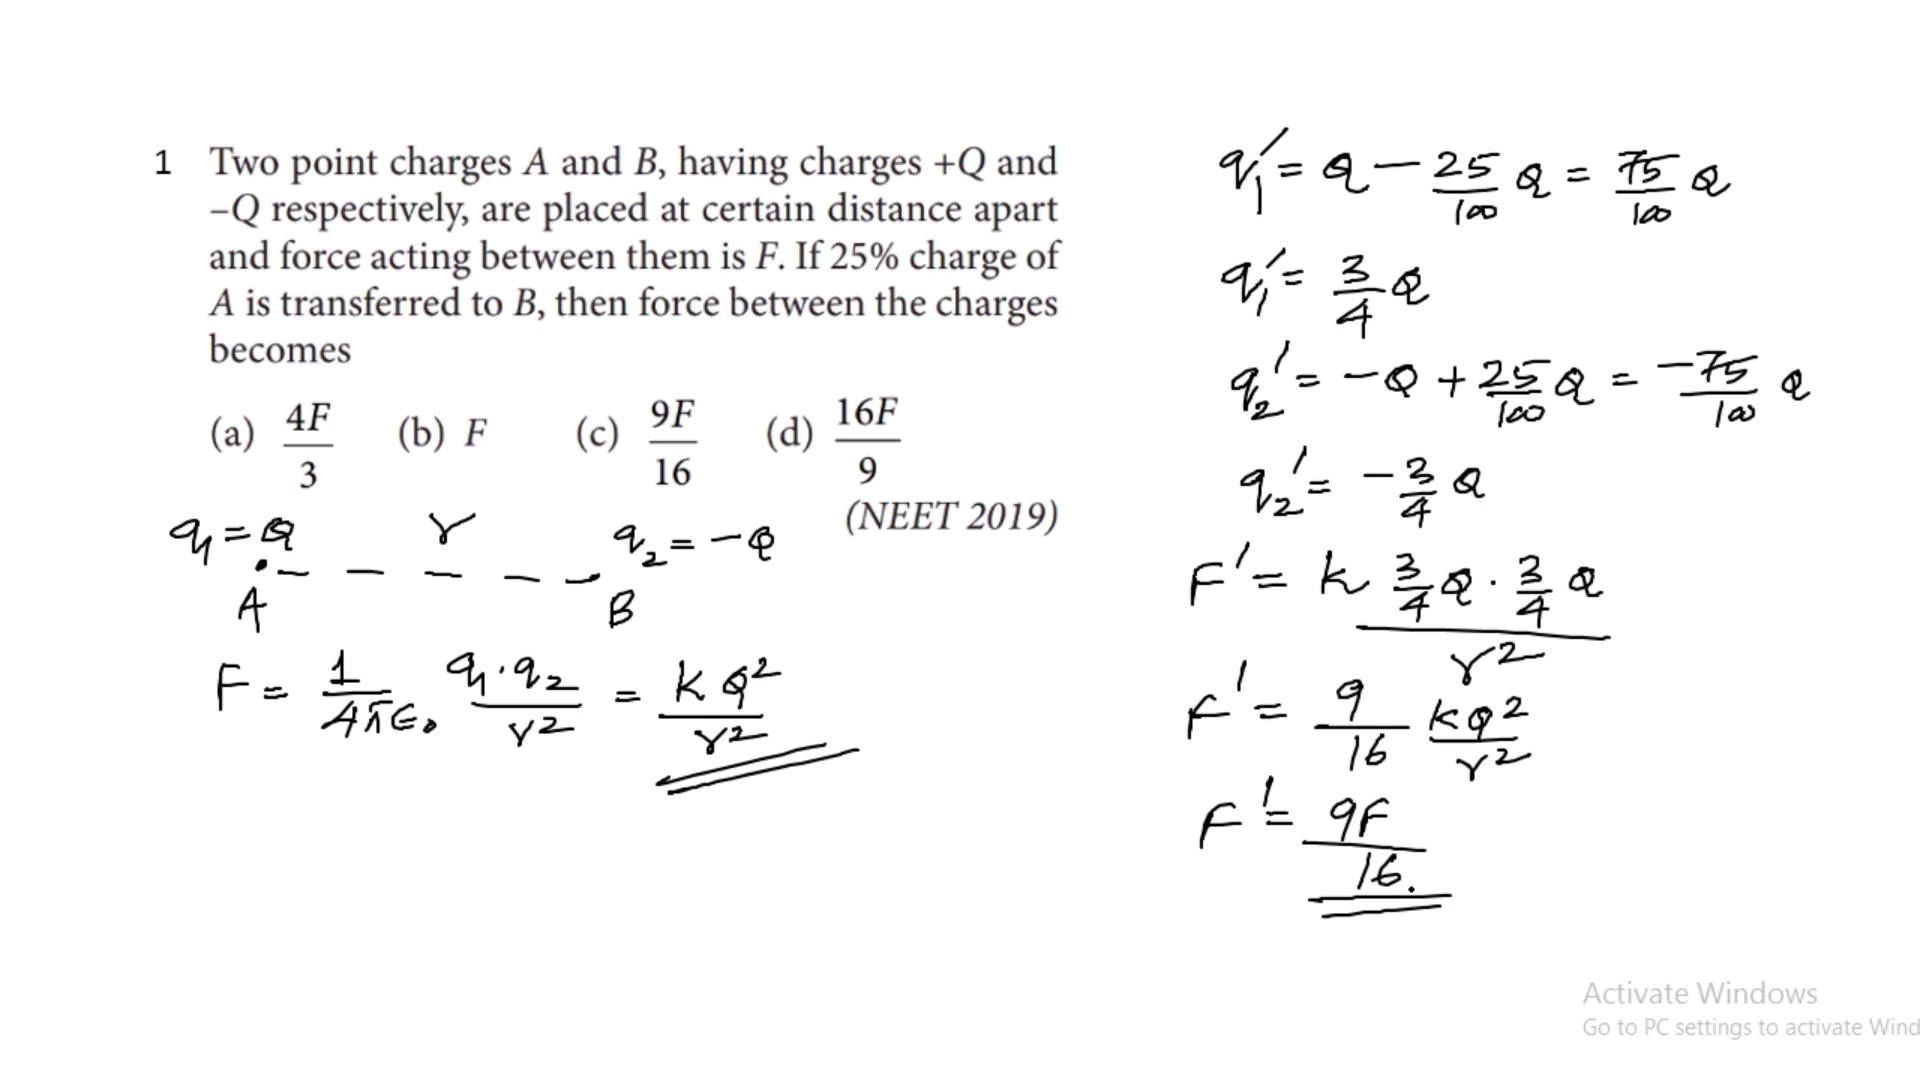 1 Two point charges A and B, having charges +Q and
–Q respectively, are placed at certain distance apart
and force acting between them is F. If 25% charge of
A is transferred to B, then force between the charges
becomes
(a) 4F/3 (b) F (c) 9F/16 (d) 16F/9
(NEET 2019)
q₁ = Q r q₂ = -Q
A B
F = 1/4πε₀ q₁·q₂/r² = kQ²/r²
q₁' = Q - 25/100 Q = 75/100 Q
q₁' = 3/4 Q
q₂' = -Q + 25/100 Q = -75/100 Q
q₂' = -3/4 Q
F' = k 3/4 Q · 3/4 Q / r²
F' = 9/16 kQ²/r²
F' = 9F/16.
Activate Windows
Go to PC settings to activate Wind